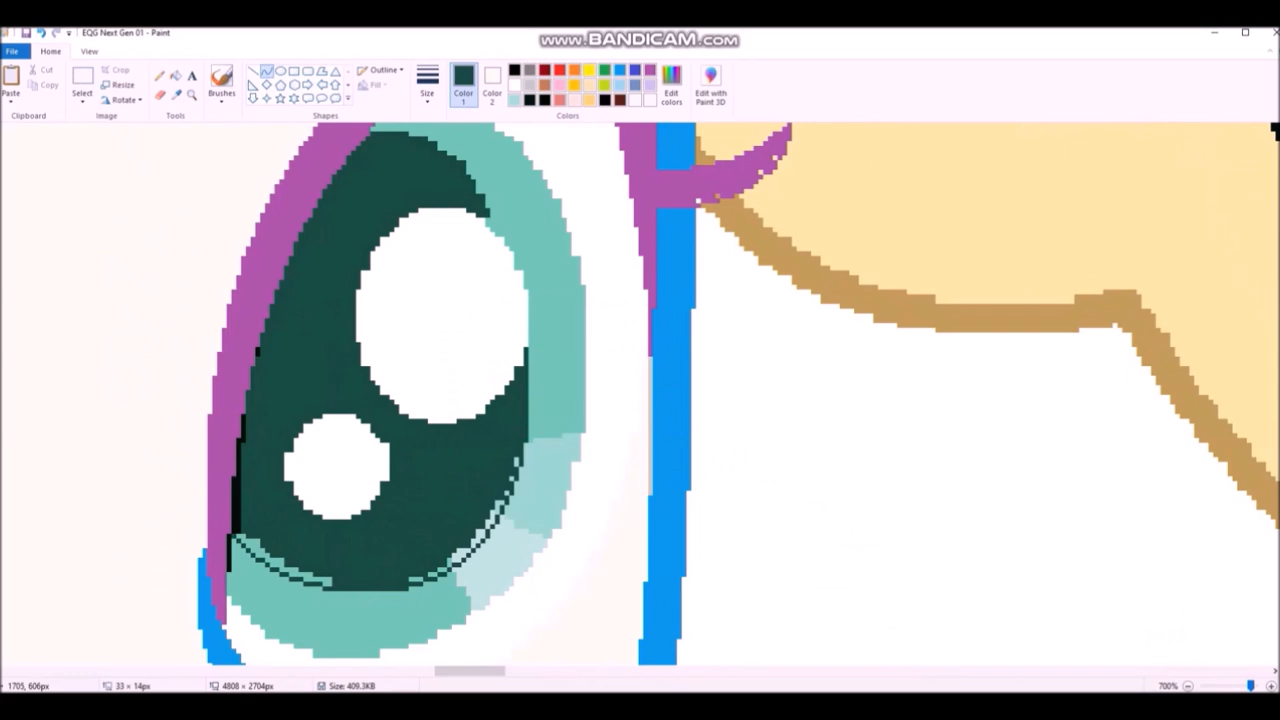 EQG Next Gen 01 - Paint
www.BANDICAM.com
File Home View
Paste
Cut
Copy
Clipboard
Select
Crop
Resize
Rotate
Image
Tools
Brushes
Shapes
Outline
Fill
Size
Color 1
Color 2
Colors
Edit colors
Edit with Paint 3D
1705, 606px
33 × 14px
4808 × 2704px
Size: 409.3KB
700%